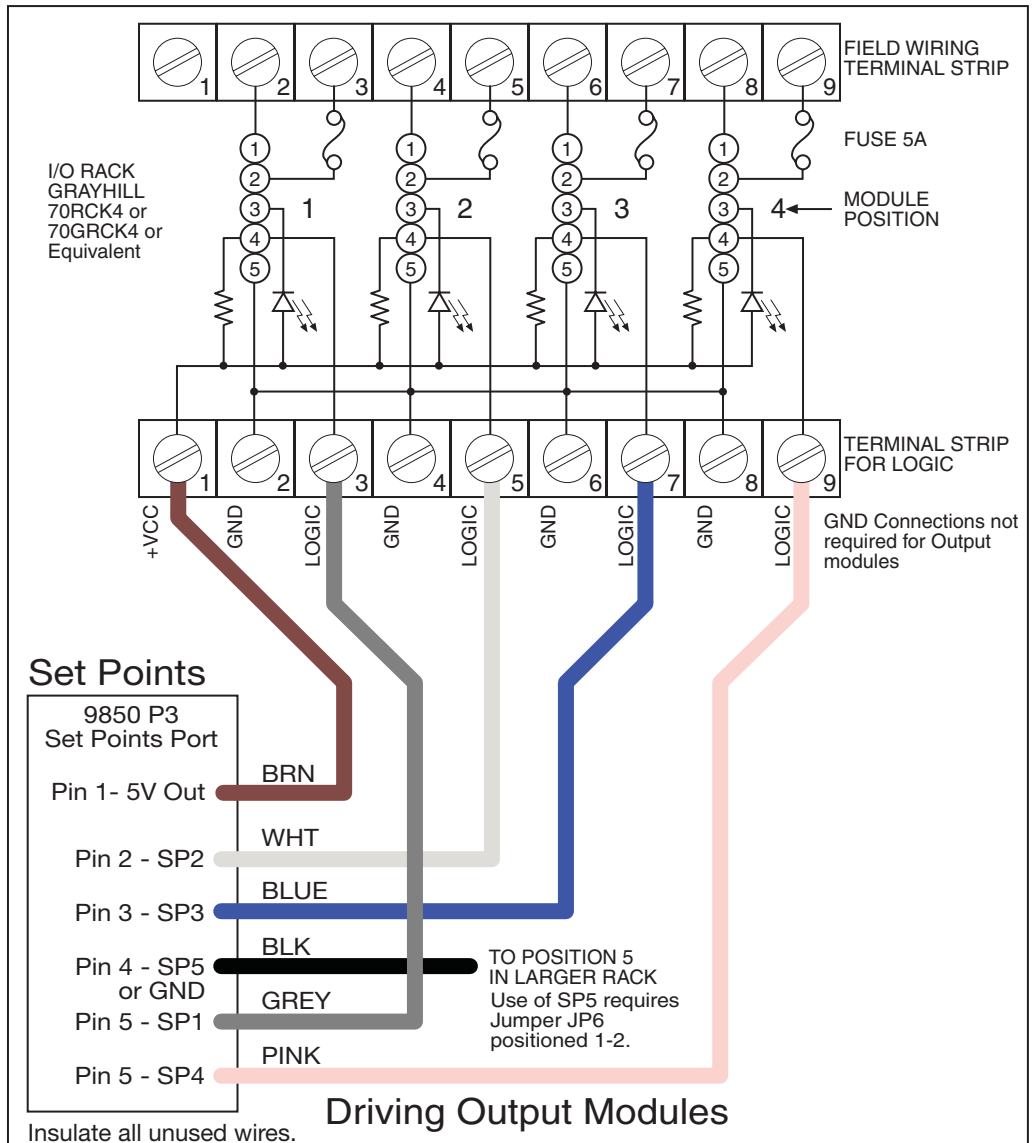 1 2 3 4 5 6 7 8 9
FIELD WIRING
TERMINAL STRIP
FUSE 5A
I/O RACK
GRAYHILL
70RCK4 or
70GRCK4 or
Equivalent
1 1 1 1
2 2 2 2
3 1 3 2 3 3 3 4
MODULE
POSITION
4 4 4 4
5 5 5 5
1 2 3 4 5 6 7 8 9
TERMINAL STRIP
FOR LOGIC
+VCC
GND
LOGIC
GND
LOGIC
GND
LOGIC
GND
LOGIC
GND Connections not
required for Output
modules
Set Points
9850 P3
Set Points Port
Pin 1- 5V Out
BRN
Pin 2 - SP2
WHT
Pin 3 - SP3
BLUE
Pin 4 - SP5
or GND
BLK
TO POSITION 5
IN LARGER RACK
Use of SP5 requires
Jumper JP6
positioned 1-2.
Pin 5 - SP1
GREY
Pin 5 - SP4
PINK
Driving Output Modules
Insulate all unused wires.